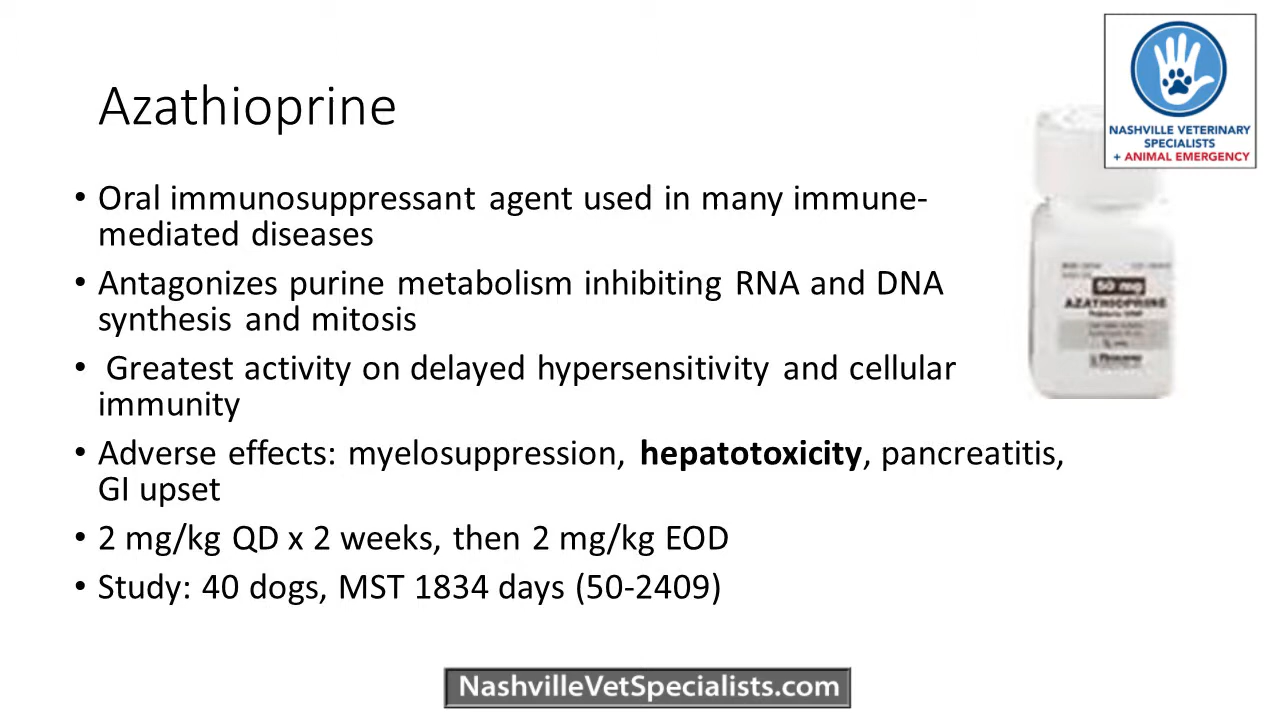 NASHVILLE VETERINARY
SPECIALISTS
+ ANIMAL EMERGENCY
Azathioprine
• Oral immunosuppressant agent used in many immune-
mediated diseases
• Antagonizes purine metabolism inhibiting RNA and DNA
synthesis and mitosis
• Greatest activity on delayed hypersensitivity and cellular
immunity
• Adverse effects: myelosuppression, hepatotoxicity, pancreatitis,
GI upset
• 2 mg/kg QD x 2 weeks, then 2 mg/kg EOD
• Study: 40 dogs, MST 1834 days (50-2409)
50 mg
AZATHIOPRINE
NashvilleVetSpecialists.com